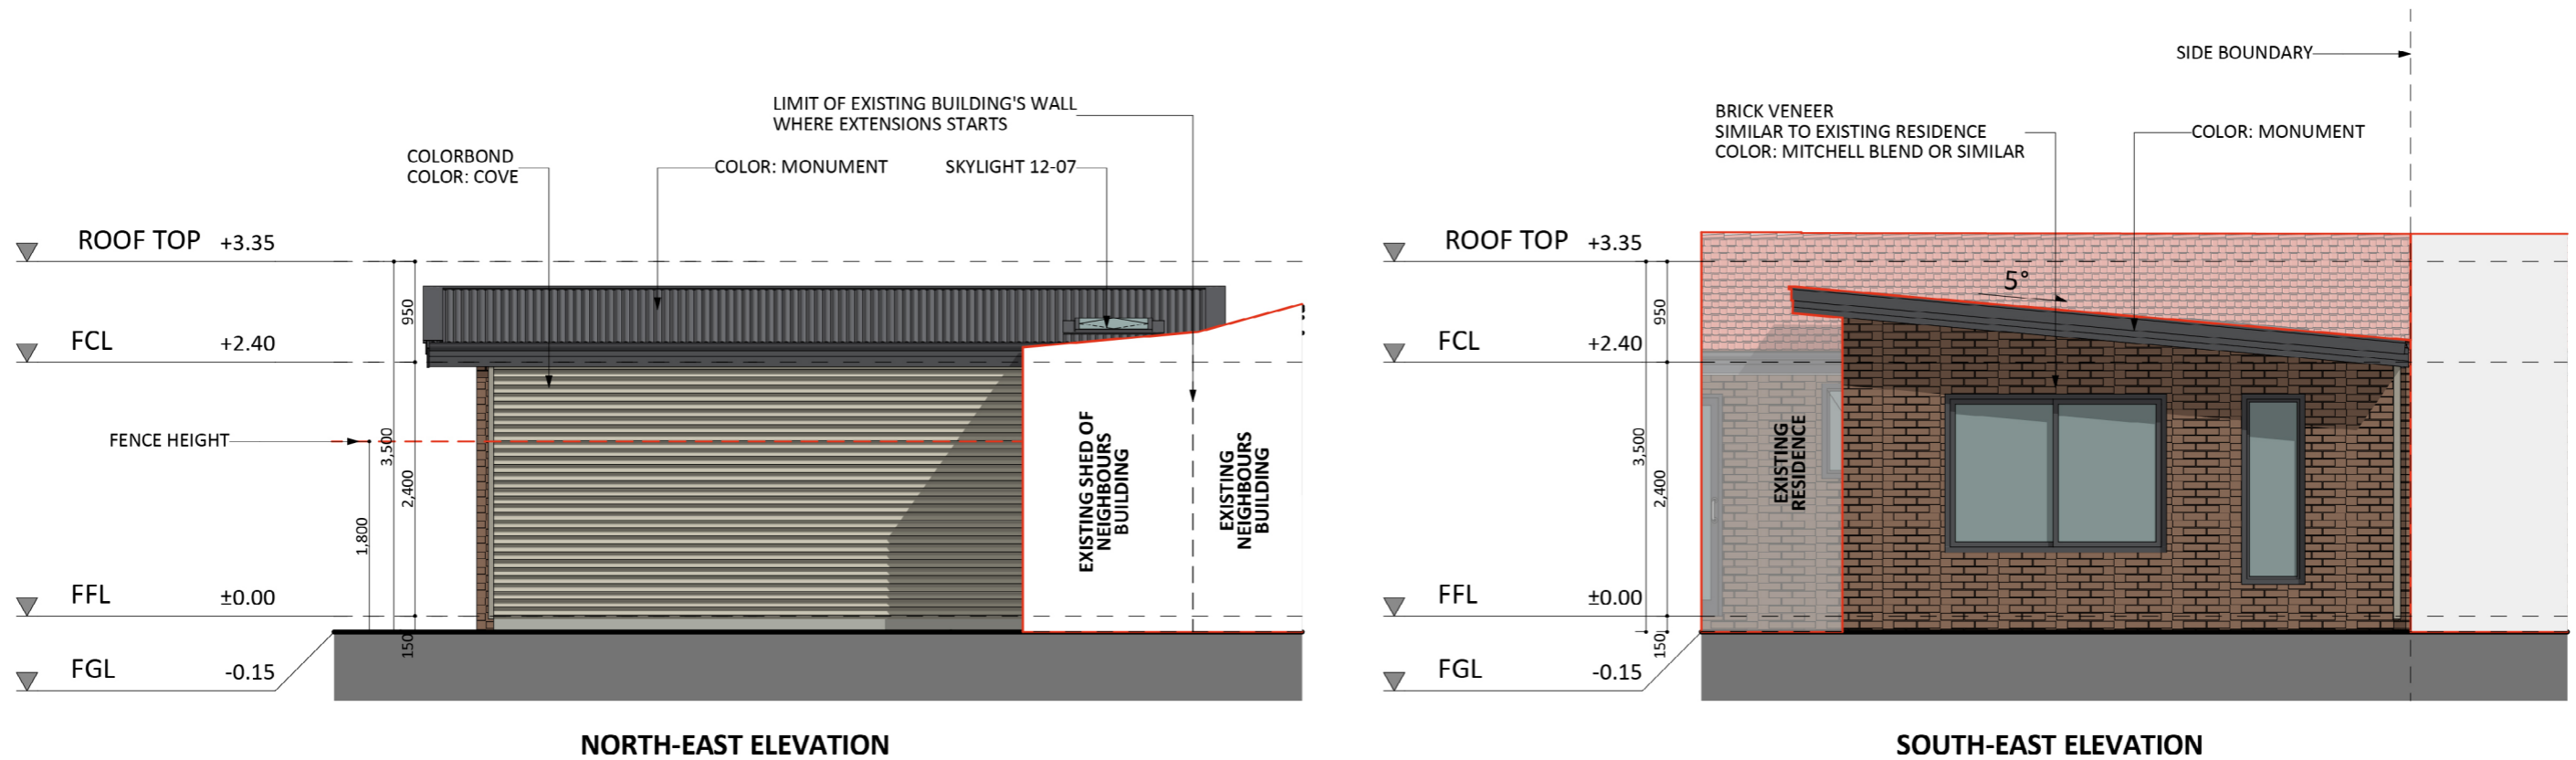 SIDE BOUNDARY
LIMIT OF EXISTING BUILDING'S WALL
WHERE EXTENSIONS STARTS
COLORBOND
COLOR: COVE
COLOR: MONUMENT
SKYLIGHT 12-07
ROOF TOP +3.35
FCL +2.40
FENCE HEIGHT
FFL ±0.00
FGL -0.15
950
3,500
2,400
1,800
150
EXISTING SHED OF
NEIGHBOURS
BUILDING
EXISTING
NEIGHBOURS
BUILDING
NORTH-EAST ELEVATION
BRICK VENEER
SIMILAR TO EXISTING RESIDENCE
COLOR: MITCHELL BLEND OR SIMILAR
COLOR: MONUMENT
ROOF TOP +3.35
5°
FCL +2.40
FFL ±0.00
FGL -0.15
950
3,500
2,400
150
EXISTING
RESIDENCE
SOUTH-EAST ELEVATION